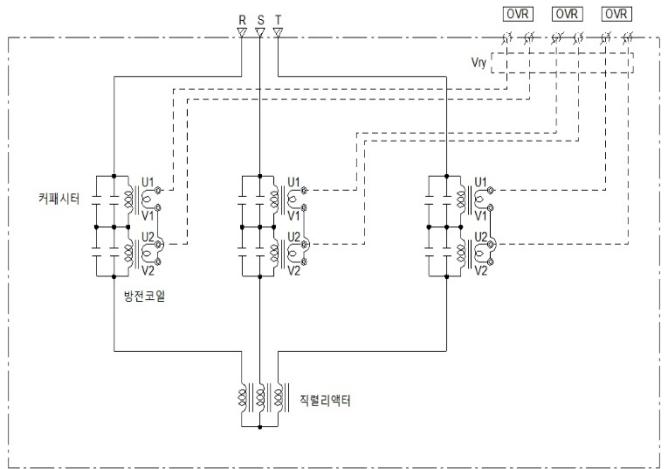 OVR OVR OVR
R S T
Vry
U1 U1 U1
커패시터
V1 V1 V1
U2 U2 U2
V2 V2 V2
방전코일
직렬리액터